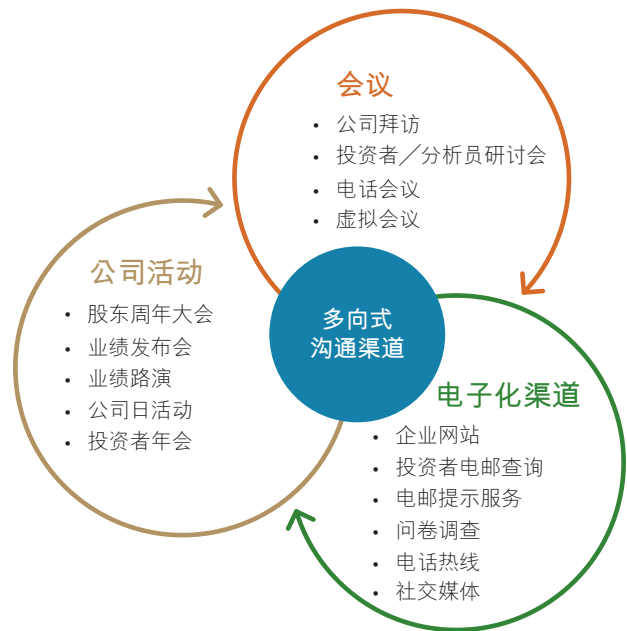 会议
• 公司拜访
• 投资者／分析员研讨会
• 电话会议
• 虚拟会议
公司活动
• 股东周年大会
• 业绩发布会
• 业绩路演
• 公司日活动
• 投资者年会
多向式
沟通渠道
电子化渠道
• 企业网站
• 投资者电邮查询
• 电邮提示服务
• 问卷调查
• 电话热线
• 社交媒体